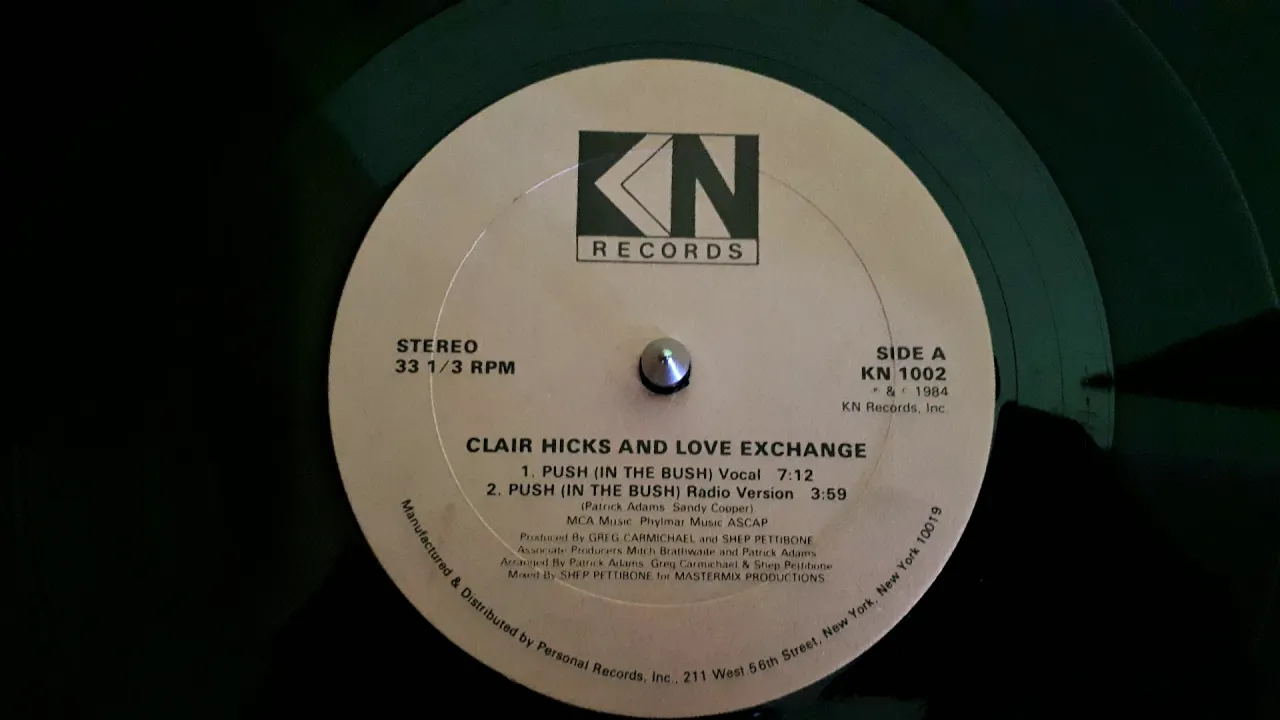 KN
RECORDS
STEREO
33 1/3 RPM
SIDE A
KN 1002
℗ & © 1984
KN Records, Inc.
CLAIR HICKS AND LOVE EXCHANGE
1. PUSH (IN THE BUSH) Vocal 7:12
2. PUSH (IN THE BUSH) Radio Version 3:59
(Patrick Adams Sandy Cooper)
MCA Music Phylmar Music ASCAP
Produced By GREG CARMICHAEL and SHEP PETTIBONE
Associate Producers Mitch Brathwaite and Patrick Adams
Arranged By Patrick Adams, Greg Carmichael & Shep Pettibone
Mixed By SHEP PETTIBONE for MASTERMIX PRODUCTIONS
Manufactured & Distributed by Personal Records, Inc., 211 West 56th Street, New York, New York 10019